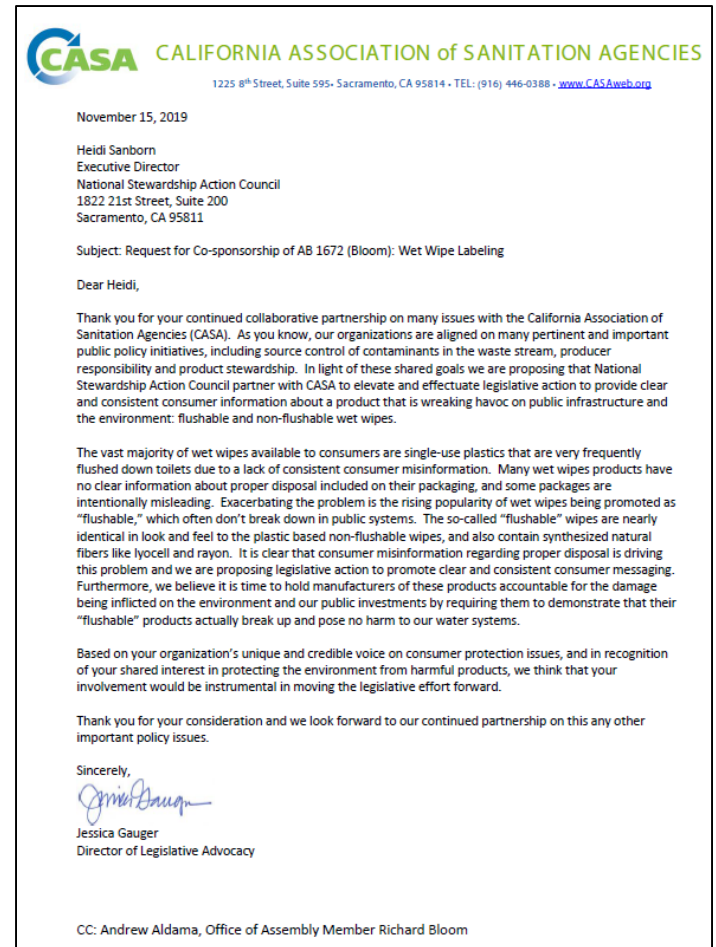 CASA CALIFORNIA ASSOCIATION of SANITATION AGENCIES
1225 8th Street, Suite 595• Sacramento, CA 95814 • TEL: (916) 446-0388 • www.CASAweb.org
November 15, 2019
Heidi Sanborn
Executive Director
National Stewardship Action Council
1822 21st Street, Suite 200
Sacramento, CA 95811
Subject: Request for Co-sponsorship of AB 1672 (Bloom): Wet Wipe Labeling
Dear Heidi,
Thank you for your continued collaborative partnership on many issues with the California Association of
Sanitation Agencies (CASA). As you know, our organizations are aligned on many pertinent and important
public policy initiatives, including source control of contaminants in the waste stream, producer
responsibility and product stewardship. In light of these shared goals we are proposing that National
Stewardship Action Council partner with CASA to elevate and effectuate legislative action to provide clear
and consistent consumer information about a product that is wreaking havoc on public infrastructure and
the environment: flushable and non-flushable wet wipes.
The vast majority of wet wipes available to consumers are single-use plastics that are very frequently
flushed down toilets due to a lack of consistent consumer misinformation. Many wet wipes products have
no clear information about proper disposal included on their packaging, and some packages are
intentionally misleading. Exacerbating the problem is the rising popularity of wet wipes being promoted as
“flushable,” which often don’t break down in public systems. The so-called “flushable” wipes are nearly
identical in look and feel to the plastic based non-flushable wipes, and also contain synthesized natural
fibers like lyocell and rayon. It is clear that consumer misinformation regarding proper disposal is driving
this problem and we are proposing legislative action to promote clear and consistent consumer messaging.
Furthermore, we believe it is time to hold manufacturers of these products accountable for the damage
being inflicted on the environment and our public investments by requiring them to demonstrate that their
“flushable” products actually break up and pose no harm to our water systems.
Based on your organization’s unique and credible voice on consumer protection issues, and in recognition
of your shared interest in protecting the environment from harmful products, we think that your
involvement would be instrumental in moving the legislative effort forward.
Thank you for your consideration and we look forward to our continued partnership on this any other
important policy issues.
Sincerely,
Jessica Gauger
Director of Legislative Advocacy
CC: Andrew Aldama, Office of Assembly Member Richard Bloom